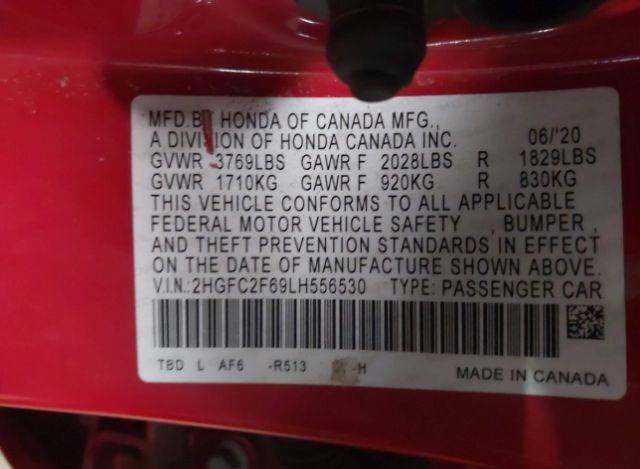 MFD.BY HONDA OF CANADA MFG.,
A DIVISION OF HONDA CANADA INC. 06/'20
GVWR 3769LBS GAWR F 2028LBS R 1829LBS
GVWR 1710KG GAWR F 920KG R 830KG
THIS VEHICLE CONFORMS TO ALL APPLICABLE
FEDERAL MOTOR VEHICLE SAFETY , BUMPER ,
AND THEFT PREVENTION STANDARDS IN EFFECT
ON THE DATE OF MANUFACTURE SHOWN ABOVE.
V.I.N.:2HGFC2F69LH556530 TYPE: PASSENGER CAR
TBD L AF6 -R513 -H
MADE IN CANADA